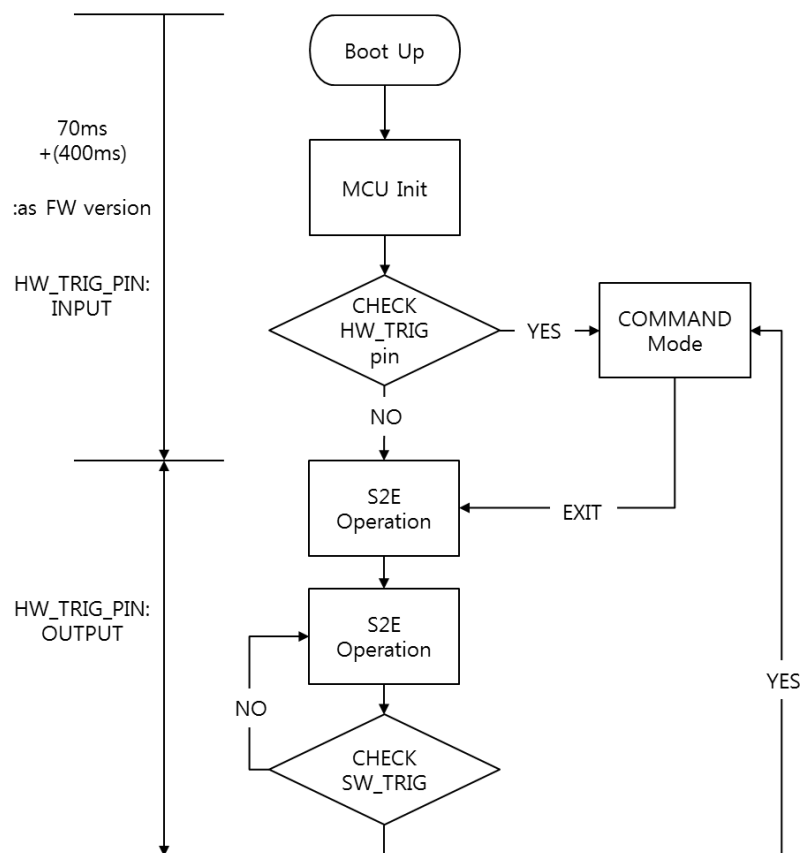 Boot Up
70ms
+(400ms)
:as FW version
MCU Init
HW_TRIG_PIN:
INPUT
CHECK
HW_TRIG
pin
YES
COMMAND
Mode
NO
S2E
Operation
EXIT
HW_TRIG_PIN:
OUTPUT
S2E
Operation
YES
NO
CHECK
SW_TRIG